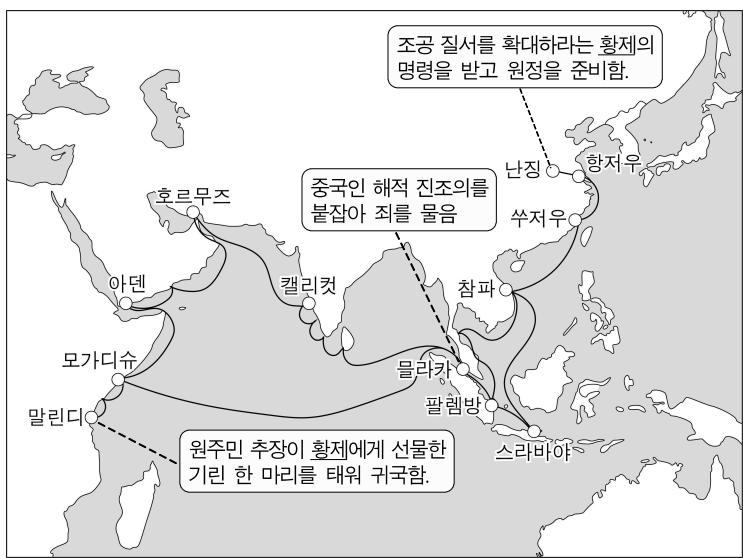 조공 질서를 확대하라는 황제의
명령을 받고 원정을 준비함.
난징
항저우
중국인 해적 진조의를
붙잡아 죄를 물음
호르무즈
쑤저우
아덴
캘리컷
참파
모가디슈
믈라카
말린디
팔렘방
스라바야
원주민 추장이 황제에게 선물한
기린 한 마리를 태워 귀국함.